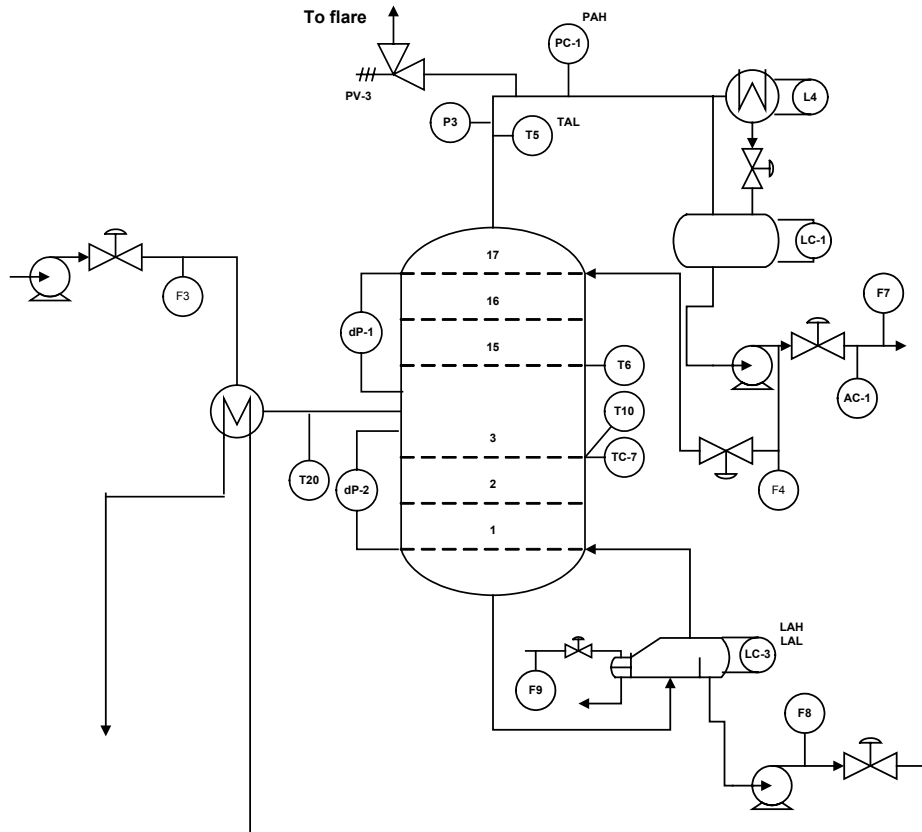 To flare
PAH
PC-1
PV-3
L4
P3
TAL
T5
LC-1
17
F3
F7
16
dP-1
15
T6
AC-1
T10
3
TC-7
T20
dP-2
2
F4
1
LAH
LAL
LC-3
F9
F8